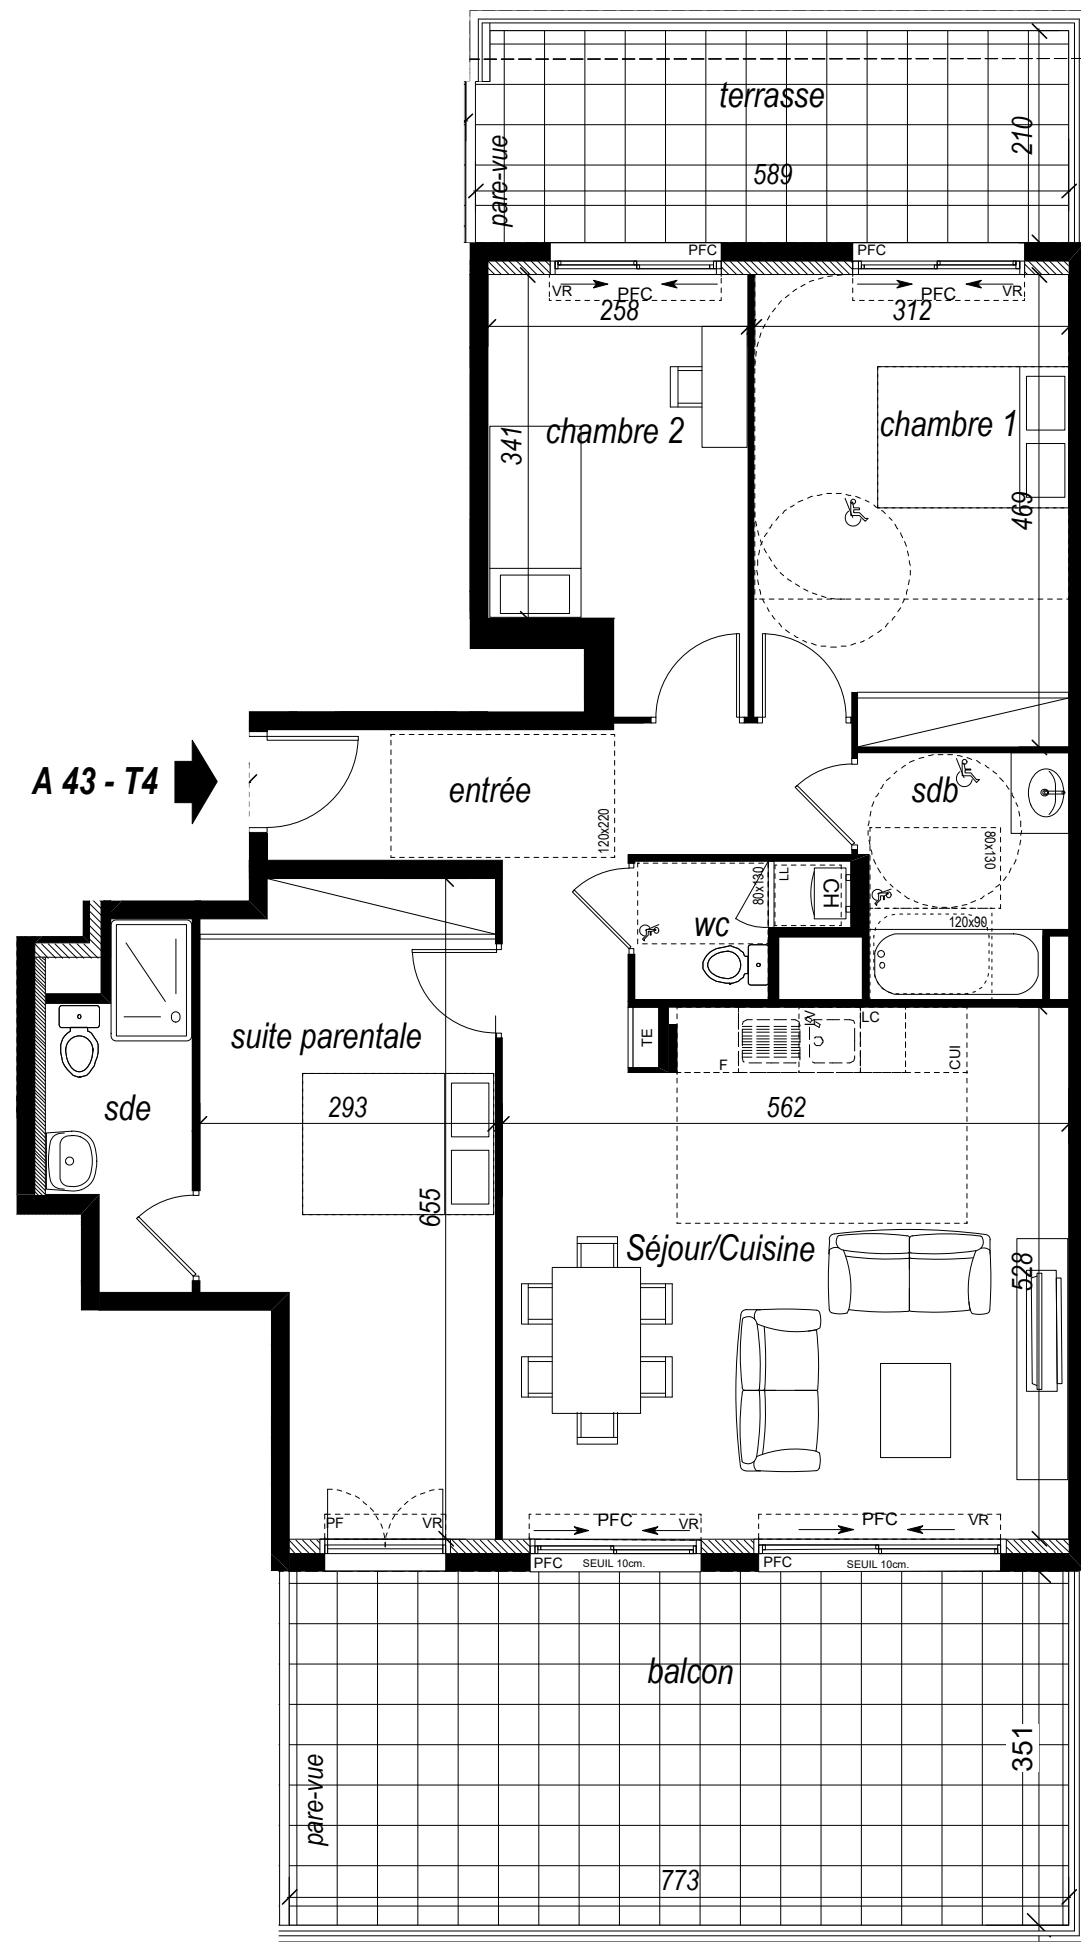 terrasse
210
pare-vue
589
PFC
PFC
VR
PFC
PFC
VR
258
312
chambre 2
chambre 1
341
469
A 43 - T4
entrée
120x220
sdb
80x130
80x130
LL
CH
wc
120x90
suite parentale
TE
F
LV
LC
CUI
sde
293
562
655
Séjour/Cuisine
528
PF
VR
PFC
VR
PFC
VR
PFC
SEUIL 10cm.
PFC
SEUIL 10cm.
balcon
351
pare-vue
773